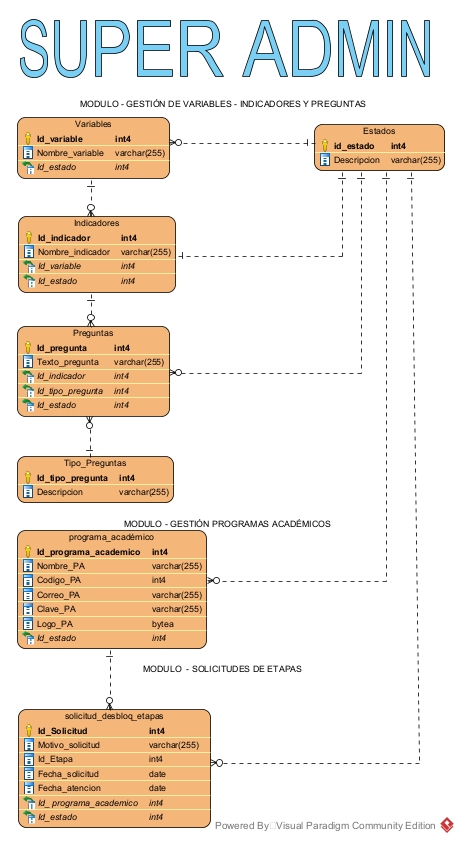 SUPER ADMIN
MODULO - GESTIÓN DE VARIABLES - INDICADORES Y PREGUNTAS
Variables
Id_variable int4
Nombre_variable varchar(255)
Id_estado int4
Estados
id_estado int4
Descripcion varchar(255)
Indicadores
Id_indicador int4
Nombre_indicador varchar(255)
Id_variable int4
Id_estado int4
Preguntas
Id_pregunta int4
Texto_pregunta varchar(255)
Id_indicador int4
Id_tipo_pregunta int4
Id_estado int4
Tipo_Preguntas
Id_tipo_pregunta int4
Descripcion varchar(255)
MODULO - GESTIÓN PROGRAMAS ACADÉMICOS
programa_académico
Id_programa_academico int4
Nombre_PA varchar(255)
Codigo_PA int4
Correo_PA varchar(255)
Clave_PA varchar(255)
Logo_PA bytea
Id_estado int4
MODULO - SOLICITUDES DE ETAPAS
solicitud_desbloq_etapas
Id_Solicitud int4
Motivo_solicitud varchar(255)
Id_Etapa int4
Fecha_solicitud date
Fecha_atencion date
Id_ programa_academico int4
Id_estado int4
Powered By Visual Paradigm Community Edition